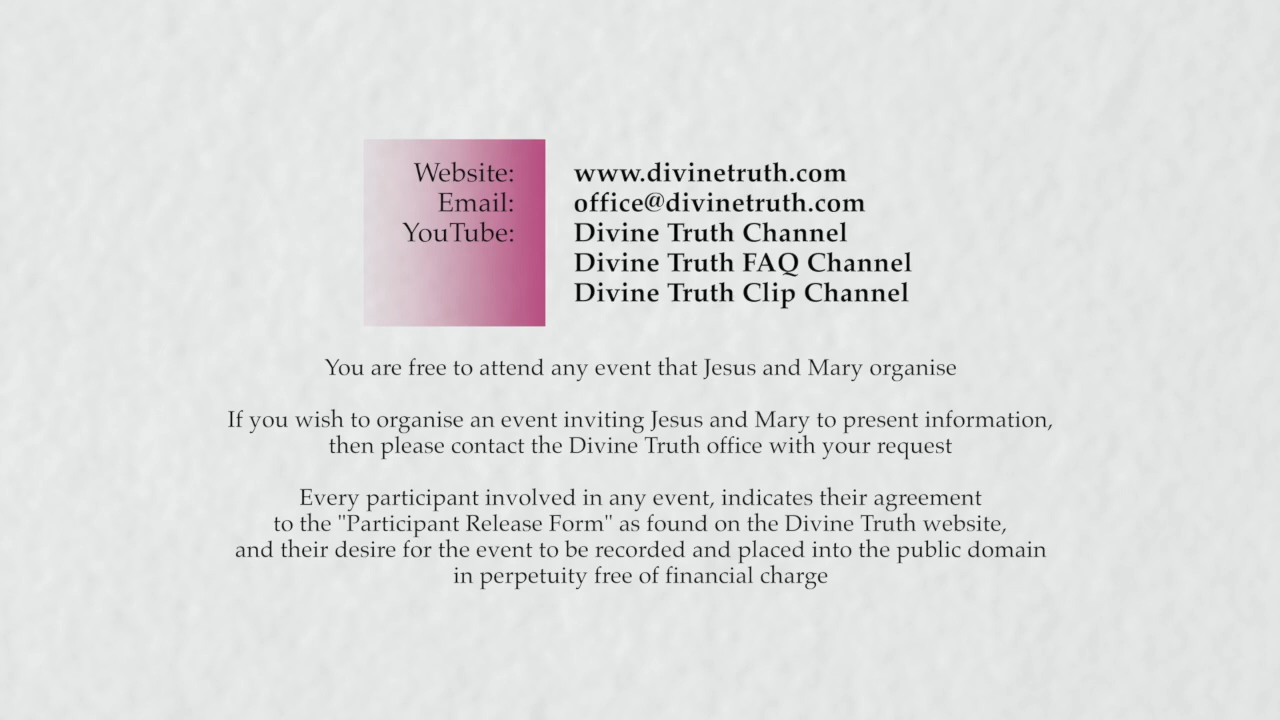 Website: www.divinetruth.com
Email: office@divinetruth.com
YouTube: Divine Truth Channel
Divine Truth FAQ Channel
Divine Truth Clip Channel
You are free to attend any event that Jesus and Mary organise
If you wish to organise an event inviting Jesus and Mary to present information,
then please contact the Divine Truth office with your request
Every participant involved in any event, indicates their agreement
to the "Participant Release Form" as found on the Divine Truth website,
and their desire for the event to be recorded and placed into the public domain
in perpetuity free of financial charge